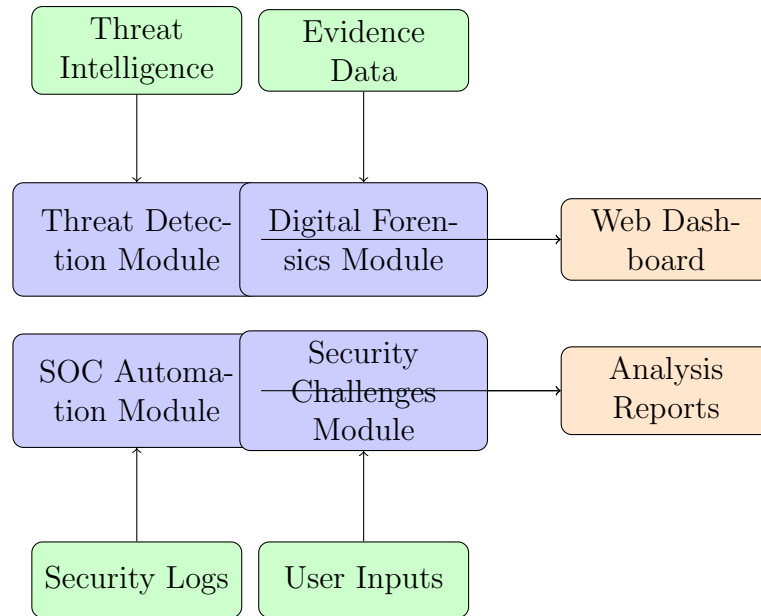 Threat
Intelligence
Evidence
Data
Threat Detec-
tion Module
Digital Foren-
sics Module
Web Dash-
board
SOC Automa-
tion Module
Security
Challenges
Module
Analysis
Reports
Security Logs
User Inputs